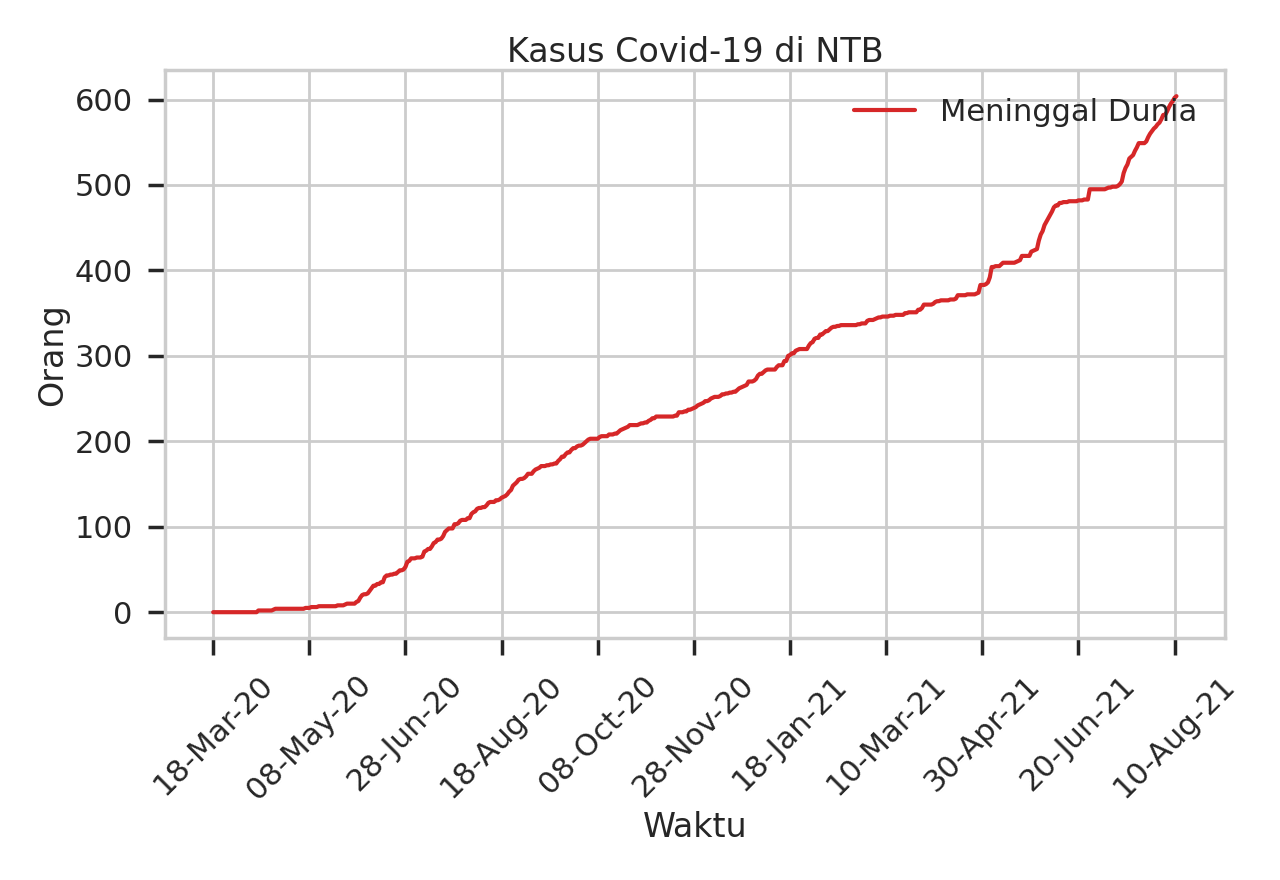 Kasus Covid-19 di NTB
Meninggal Dunia
600
500
400
300
200
100
0
Orang
18-Mar-20
08-May-20
28-Jun-20
18-Aug-20
08-Oct-20
28-Nov-20
18-Jan-21
10-Mar-21
30-Apr-21
20-Jun-21
10-Aug-21
Waktu